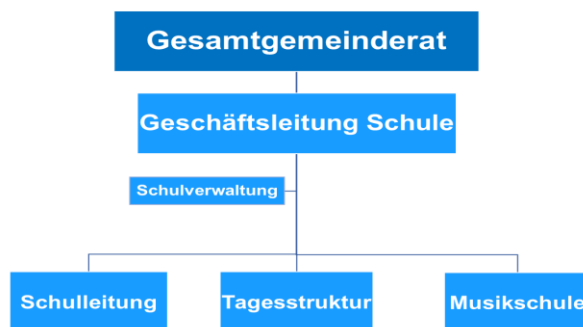 Gesamtgemeinderat
Geschäftsleitung Schule
Schulverwaltung
Schulleitung
Tagesstruktur
Musikschule